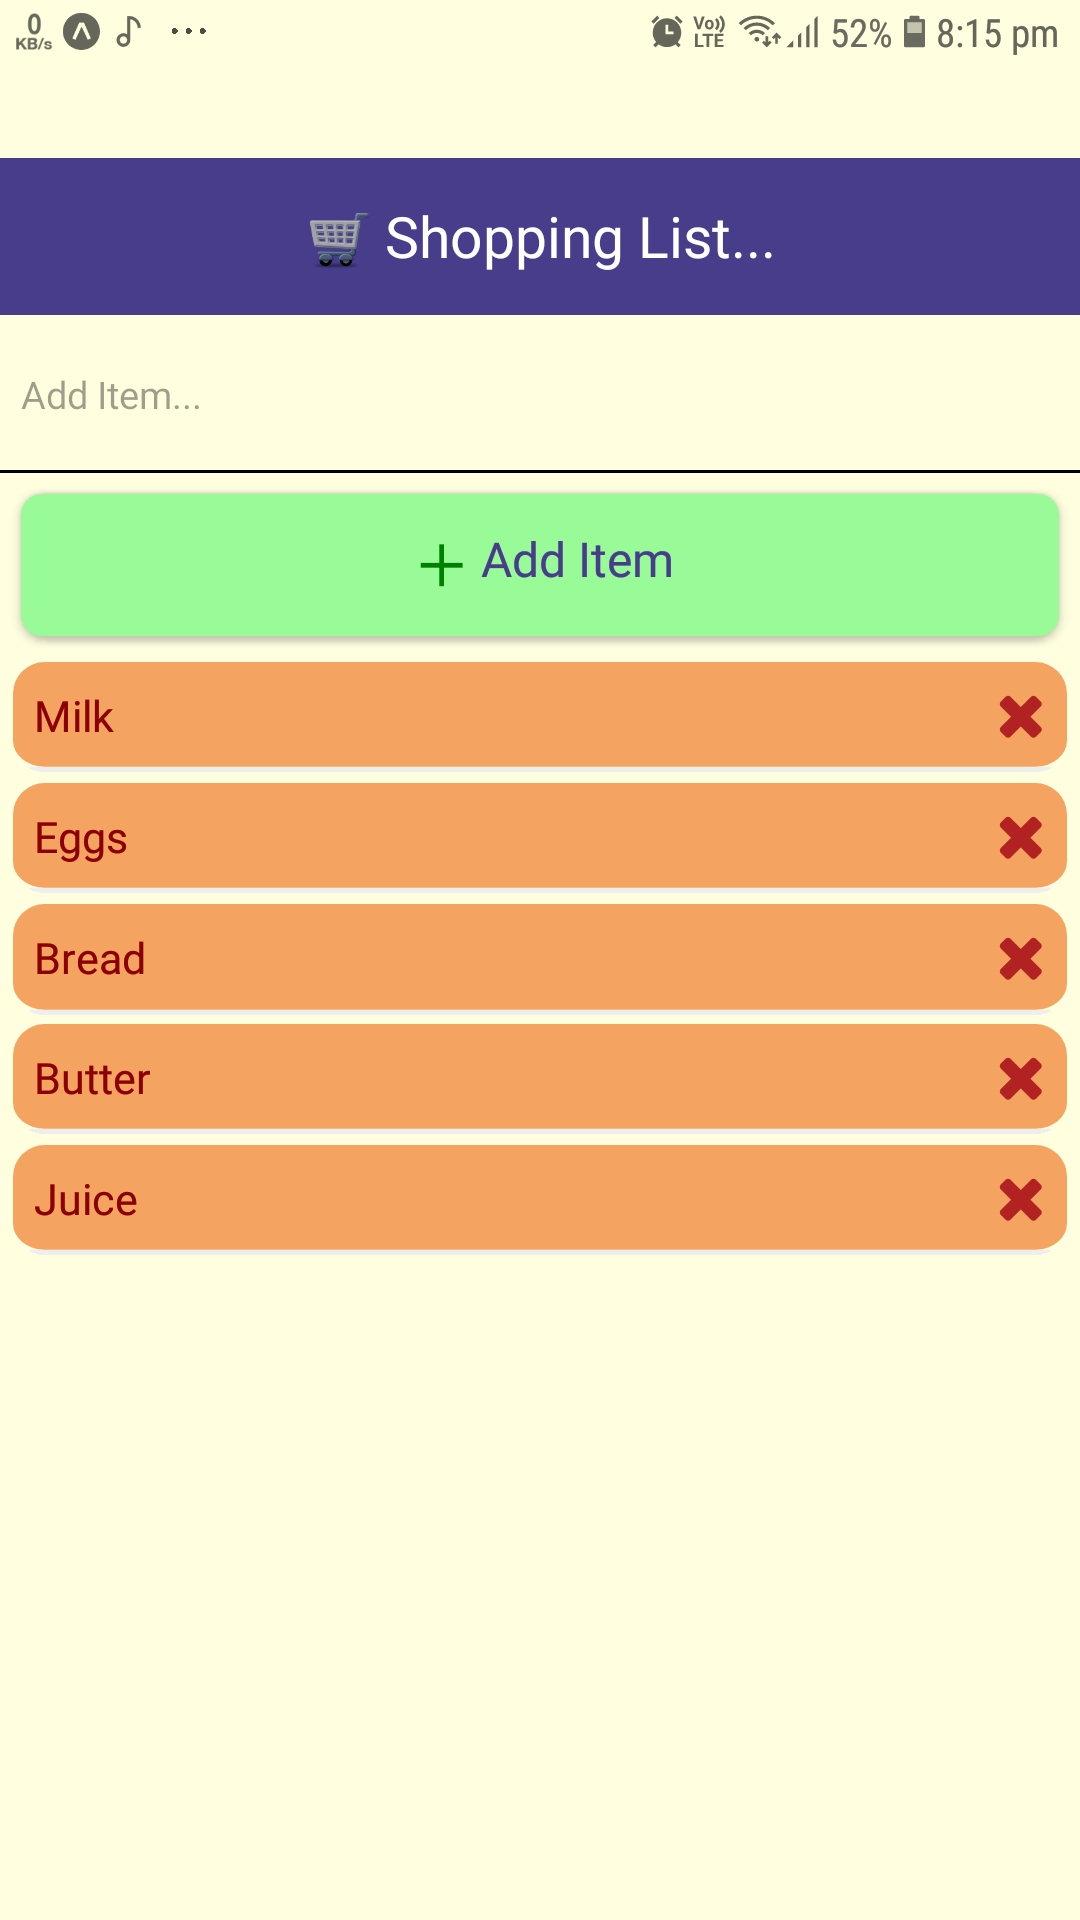 0 KB/s Vo)) LTE 52% 8:15 pm
🛒 Shopping List...
Add Item...
+ Add Item
Milk
Eggs
Bread
Butter
Juice